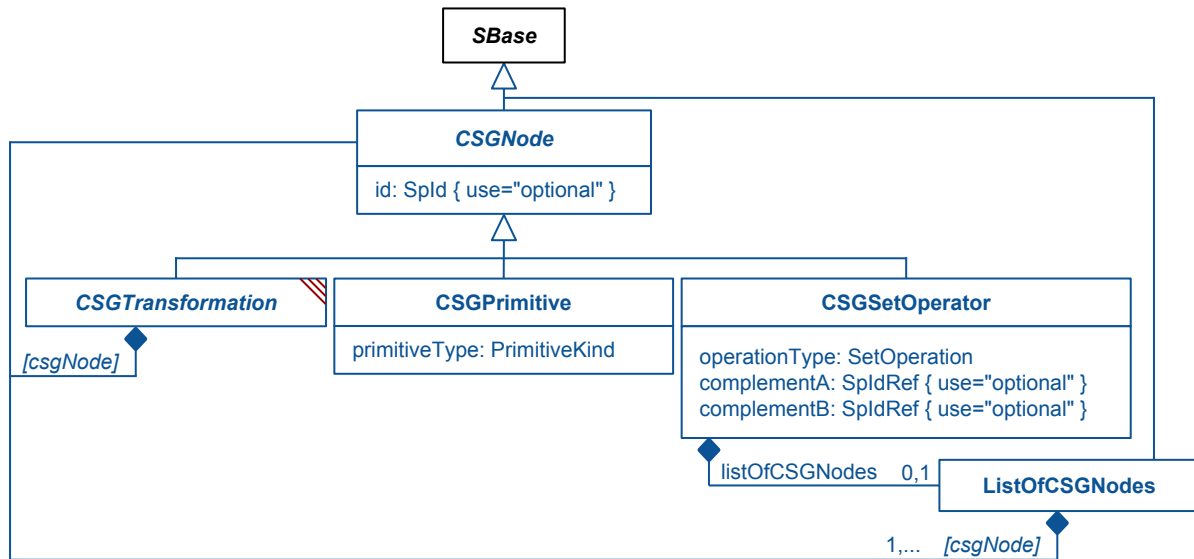 SBase
CSGNode
id: SpId { use="optional" }
CSGTransformation
CSGPrimitive
CSGSetOperator
primitiveType: PrimitiveKind
operationType: SetOperation
complementA: SpIdRef { use="optional" }
complementB: SpIdRef { use="optional" }
[csgNode]
listOfCSGNodes 0,1
ListOfCSGNodes
1,... [csgNode]